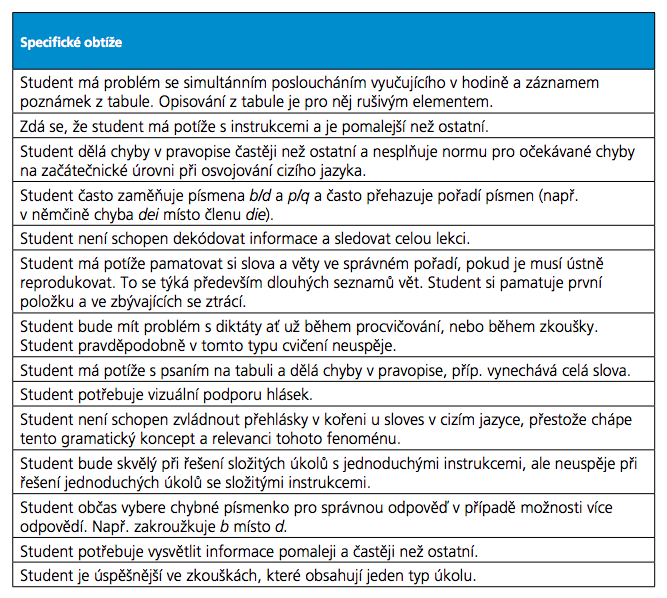 Specifické obtíže
Student má problém se simultánním posloucháním vyučujícího v hodině a záznamem
poznámek z tabule. Opisování z tabule je pro něj rušivým elementem.
Zdá se, že student má potíže s instrukcemi a je pomalejší než ostatní.
Student dělá chyby v pravopise častěji než ostatní a nesplňuje normu pro očekávané chyby
na začátečnické úrovni při osvojování cizího jazyka.
Student často zaměňuje písmena b/d a p/q a často přehazuje pořadí písmen (např.
v němčině chyba dei místo členu die).
Student není schopen dekódovat informace a sledovat celou lekci.
Student má potíže pamatovat si slova a věty ve správném pořadí, pokud je musí ústně
reprodukovat. To se týká především dlouhých seznamů vět. Student si pamatuje první
položku a ve zbývajících se ztrácí.
Student bude mít problém s diktáty ať už během procvičování, nebo během zkoušky.
Student pravděpodobně v tomto typu cvičení neuspěje.
Student má potíže s psaním na tabuli a dělá chyby v pravopise, příp. vynechává celá slova.
Student potřebuje vizuální podporu hlásek.
Student není schopen zvládnout přehlásky v kořeni u sloves v cizím jazyce, přestože chápe
tento gramatický koncept a relevanci tohoto fenoménu.
Student bude skvělý při řešení složitých úkolů s jednoduchými instrukcemi, ale neuspěje při
řešení jednoduchých úkolů se složitými instrukcemi.
Student občas vybere chybné písmenko pro správnou odpověď v případě možnosti více
odpovědí. Např. zakroužkuje b místo d.
Student potřebuje vysvětlit informace pomaleji a častěji než ostatní.
Student je úspěšnější ve zkouškách, které obsahují jeden typ úkolu.